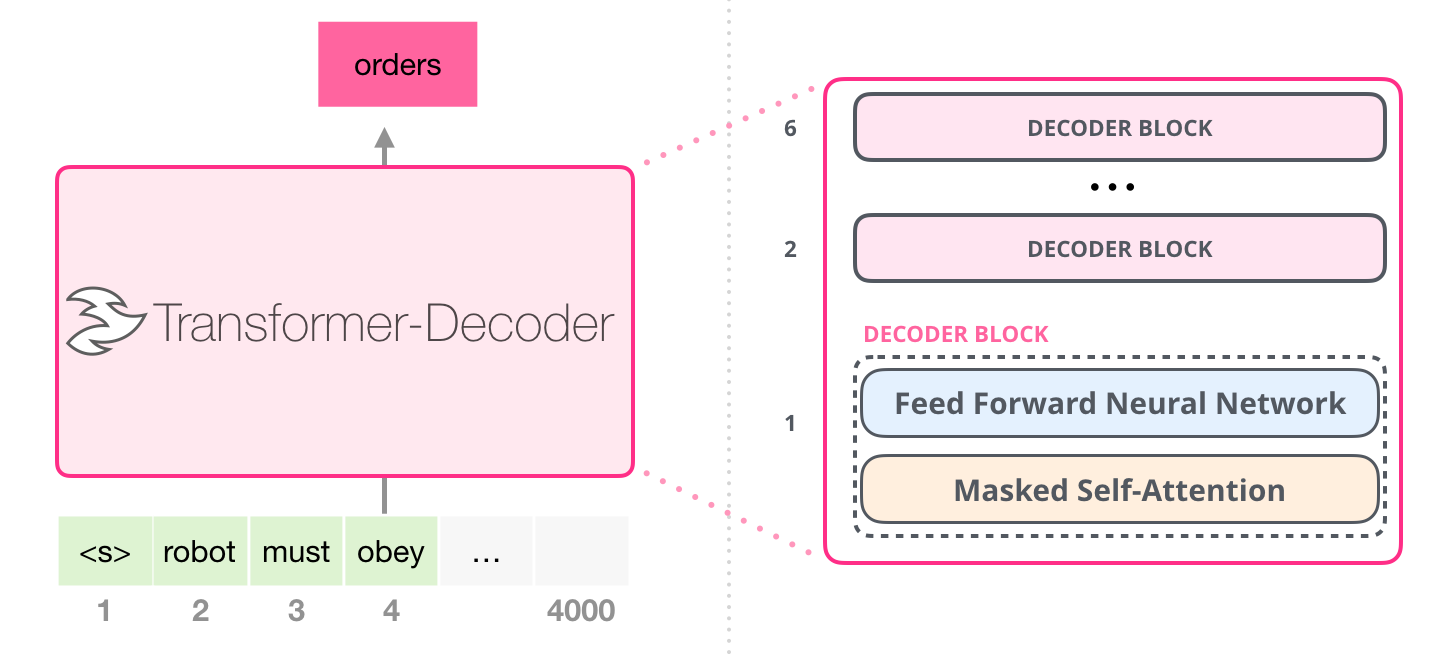 orders
Transformer-Decoder
<s> robot must obey ...
1 2 3 4 4000
6 DECODER BLOCK
...
2 DECODER BLOCK
DECODER BLOCK
1
Feed Forward Neural Network
Masked Self-Attention